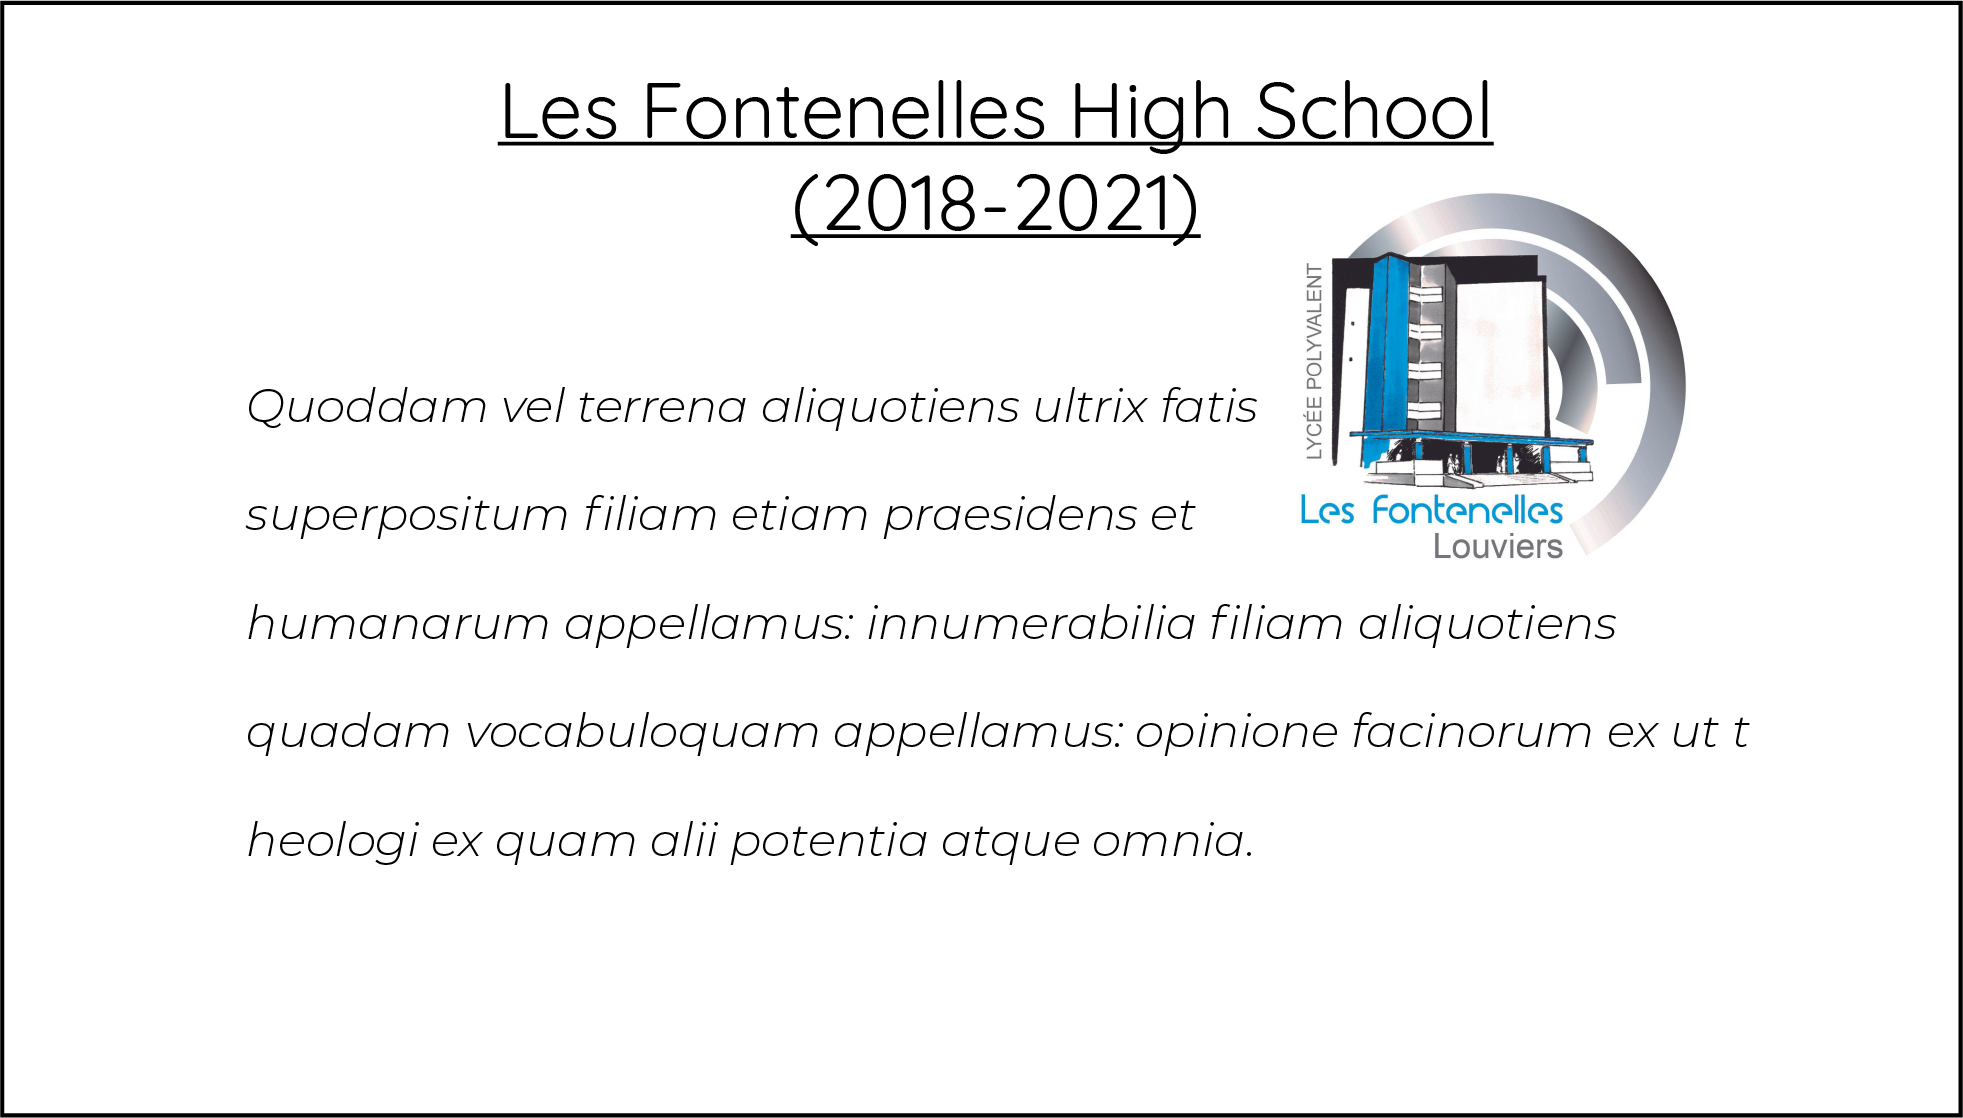 Les Fontenelles High School
(2018-2021)
LYCÉE POLYVALENT
Les Fontenelles
Louviers
Quoddam vel terrena aliquotiens ultrix fatis
superpositum filiam etiam praesidens et
humanarum appellamus: innumerabilia filiam aliquotiens
quadam vocabuloquam appellamus: opinione facinorum ex ut t
heologi ex quam alii potentia atque omnia.